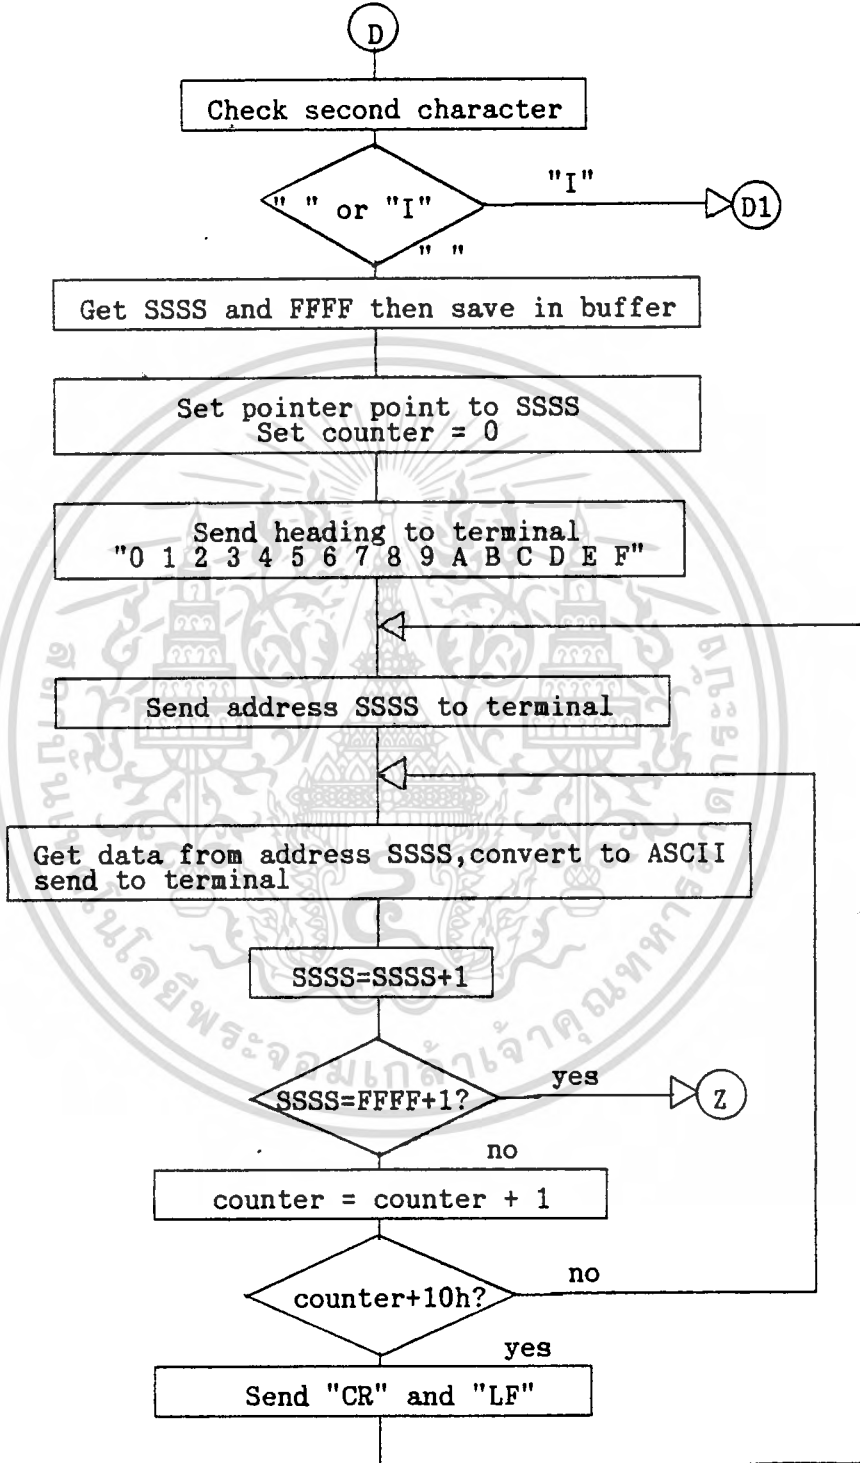 D
Check second character
" " or "I"
"I"
D1
" "
Get SSSS and FFFF then save in buffer
Set pointer point to SSSS
Set counter = 0
Send heading to terminal
"0 1 2 3 4 5 6 7 8 9 A B C D E F"
Send address SSSS to terminal
Get data from address SSSS,convert to ASCII
send to terminal
SSSS=SSSS+1
SSSS=FFFF+1?
yes
Z
no
counter = counter + 1
counter+10h?
no
yes
Send "CR" and "LF"